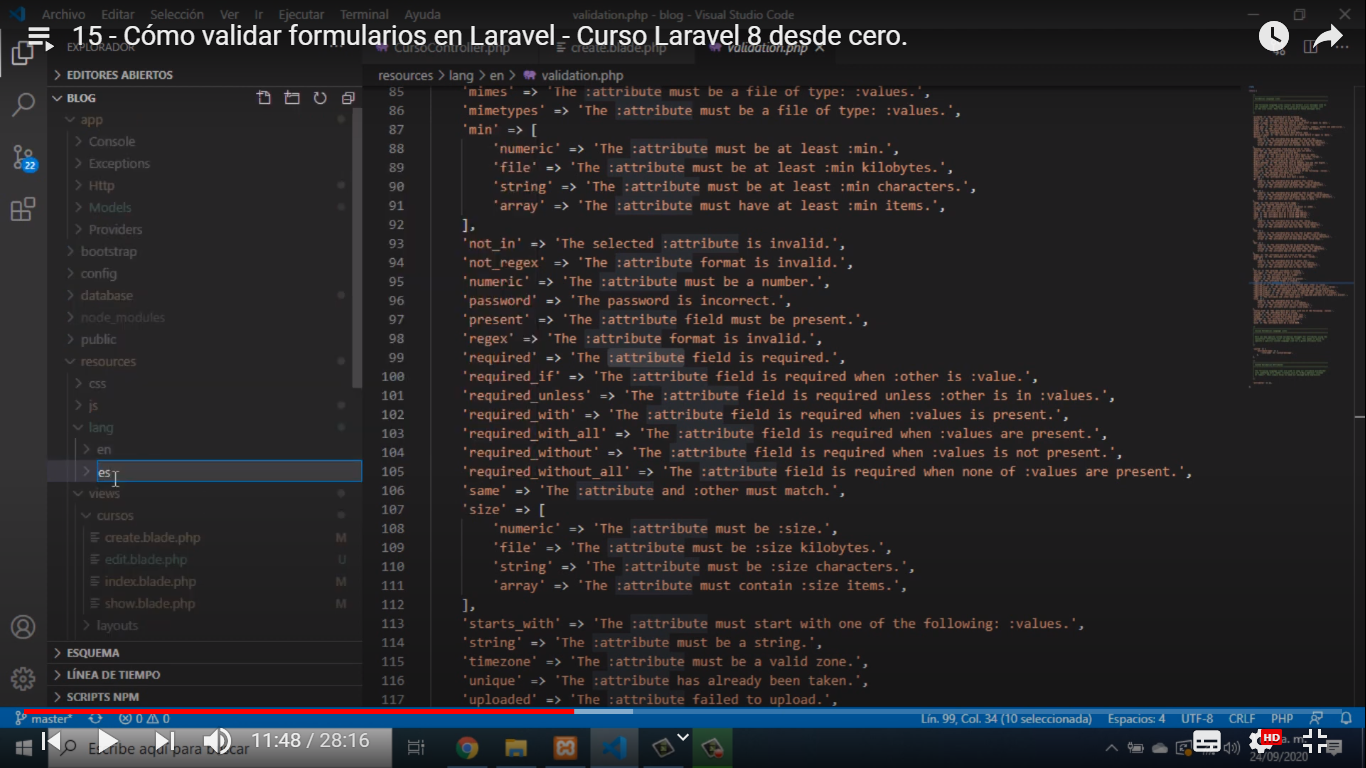 Archivo Editar Selección Ver Ir Ejecutar Terminal Ayuda
validation.php - blog - Visual Studio Code
15 - Cómo validar formularios en Laravel - Curso Laravel 8 desde cero.
EXPLORADOR
CursoController.php create.blade.php validation.php
EDITORES ABIERTOS
BLOG
app
Console
Exceptions
Http
Models
Providers
bootstrap
config
database
node_modules
public
resources
css
js
lang
en
es
views
cursos
create.blade.php M
edit.blade.php U
index.blade.php M
show.blade.php M
layouts
ESQUEMA
LÍNEA DE TIEMPO
SCRIPTS NPM
22
resources > lang > en > validation.php
85 'mimes' => 'The :attribute must be a file of type: :values.',
86 'mimetypes' => 'The :attribute must be a file of type: :values.',
87 'min' => [
88 'numeric' => 'The :attribute must be at least :min.',
89 'file' => 'The :attribute must be at least :min kilobytes.',
90 'string' => 'The :attribute must be at least :min characters.',
91 'array' => 'The :attribute must have at least :min items.',
92 ],
93 'not_in' => 'The selected :attribute is invalid.',
94 'not_regex' => 'The :attribute format is invalid.',
95 'numeric' => 'The :attribute must be a number.',
96 'password' => 'The password is incorrect.',
97 'present' => 'The :attribute field must be present.',
98 'regex' => 'The :attribute format is invalid.',
99 'required' => 'The :attribute field is required.',
100 'required_if' => 'The :attribute field is required when :other is :value.',
101 'required_unless' => 'The :attribute field is required unless :other is in :values.',
102 'required_with' => 'The :attribute field is required when :values is present.',
103 'required_with_all' => 'The :attribute field is required when :values are present.',
104 'required_without' => 'The :attribute field is required when :values is not present.',
105 'required_without_all' => 'The :attribute field is required when none of :values are present.',
106 'same' => 'The :attribute and :other must match.',
107 'size' => [
108 'numeric' => 'The :attribute must be :size.',
109 'file' => 'The :attribute must be :size kilobytes.',
110 'string' => 'The :attribute must be :size characters.',
111 'array' => 'The :attribute must contain :size items.',
112 ],
113 'starts_with' => 'The :attribute must start with one of the following: :values.',
114 'string' => 'The :attribute must be a string.',
115 'timezone' => 'The :attribute must be a valid zone.',
116 'unique' => 'The :attribute has already been taken.',
117 'uploaded' => 'The :attribute failed to upload.',
master* 0 0
Lín. 99, Col. 34 (10 seleccionada) Espacios: 4 UTF-8 CRLF PHP
Escribe aquí para buscar
11:48 / 28:16
HD
a. m.
24/09/2020